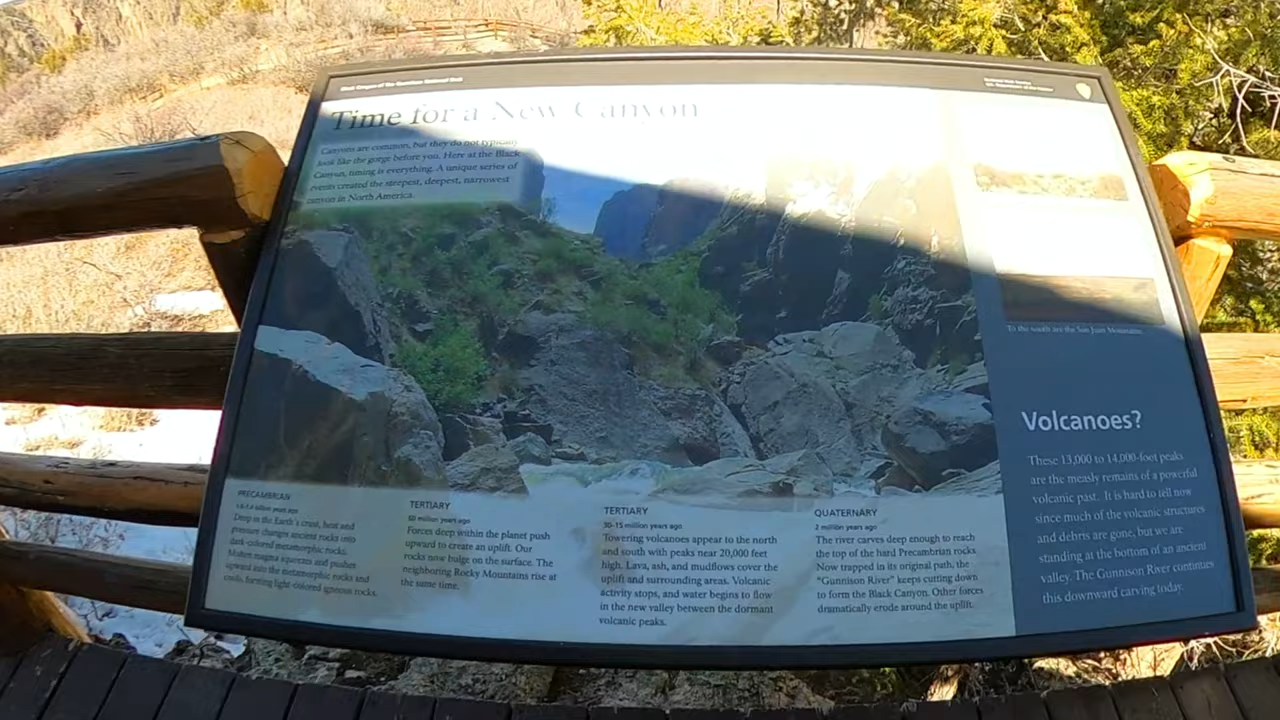 Black Canyon of the Gunnison National Park
Time for a New Canyon
Canyons are common, but they do not typically
look like the gorge before you. Here at the Black
Canyon, timing is everything. A unique series of
events created the steepest, deepest, narrowest
canyon in North America.
PRECAMBRIAN
Deep in the Earth's crust, heat and
pressure changes ancient rocks into
dark-colored metamorphic rocks.
Molten magma squeezes and pushes
upward into the metamorphic rocks and
cools, forming light-colored igneous rocks.
TERTIARY
60 million years ago
Forces deep within the planet push
upward to create an uplift. Our
rocks now bulge on the surface. The
neighboring Rocky Mountains rise at
the same time.
TERTIARY
30-15 million years ago
Towering volcanoes appear to the north
and south with peaks near 20,000 feet
high. Lava, ash, and mudflows cover the
uplift and surrounding areas. Volcanic
activity stops, and water begins to flow
in the new valley between the dormant
volcanic peaks.
QUATERNARY
2 million years ago
The river carves deep enough to reach
the top of the hard Precambrian rocks.
Now trapped in its original path, the
"Gunnison River" keeps cutting down
to form the Black Canyon. Other forces
dramatically erode around the uplift.
To the south are the San Juan Mountains.
Volcanoes?
These 13,000 to 14,000-foot peaks
are the measly remains of a powerful
volcanic past. It is hard to tell now
since much of the volcanic structures
and debris are gone, but we are
standing at the bottom of an ancient
valley. The Gunnison River continues
this downward carving today.